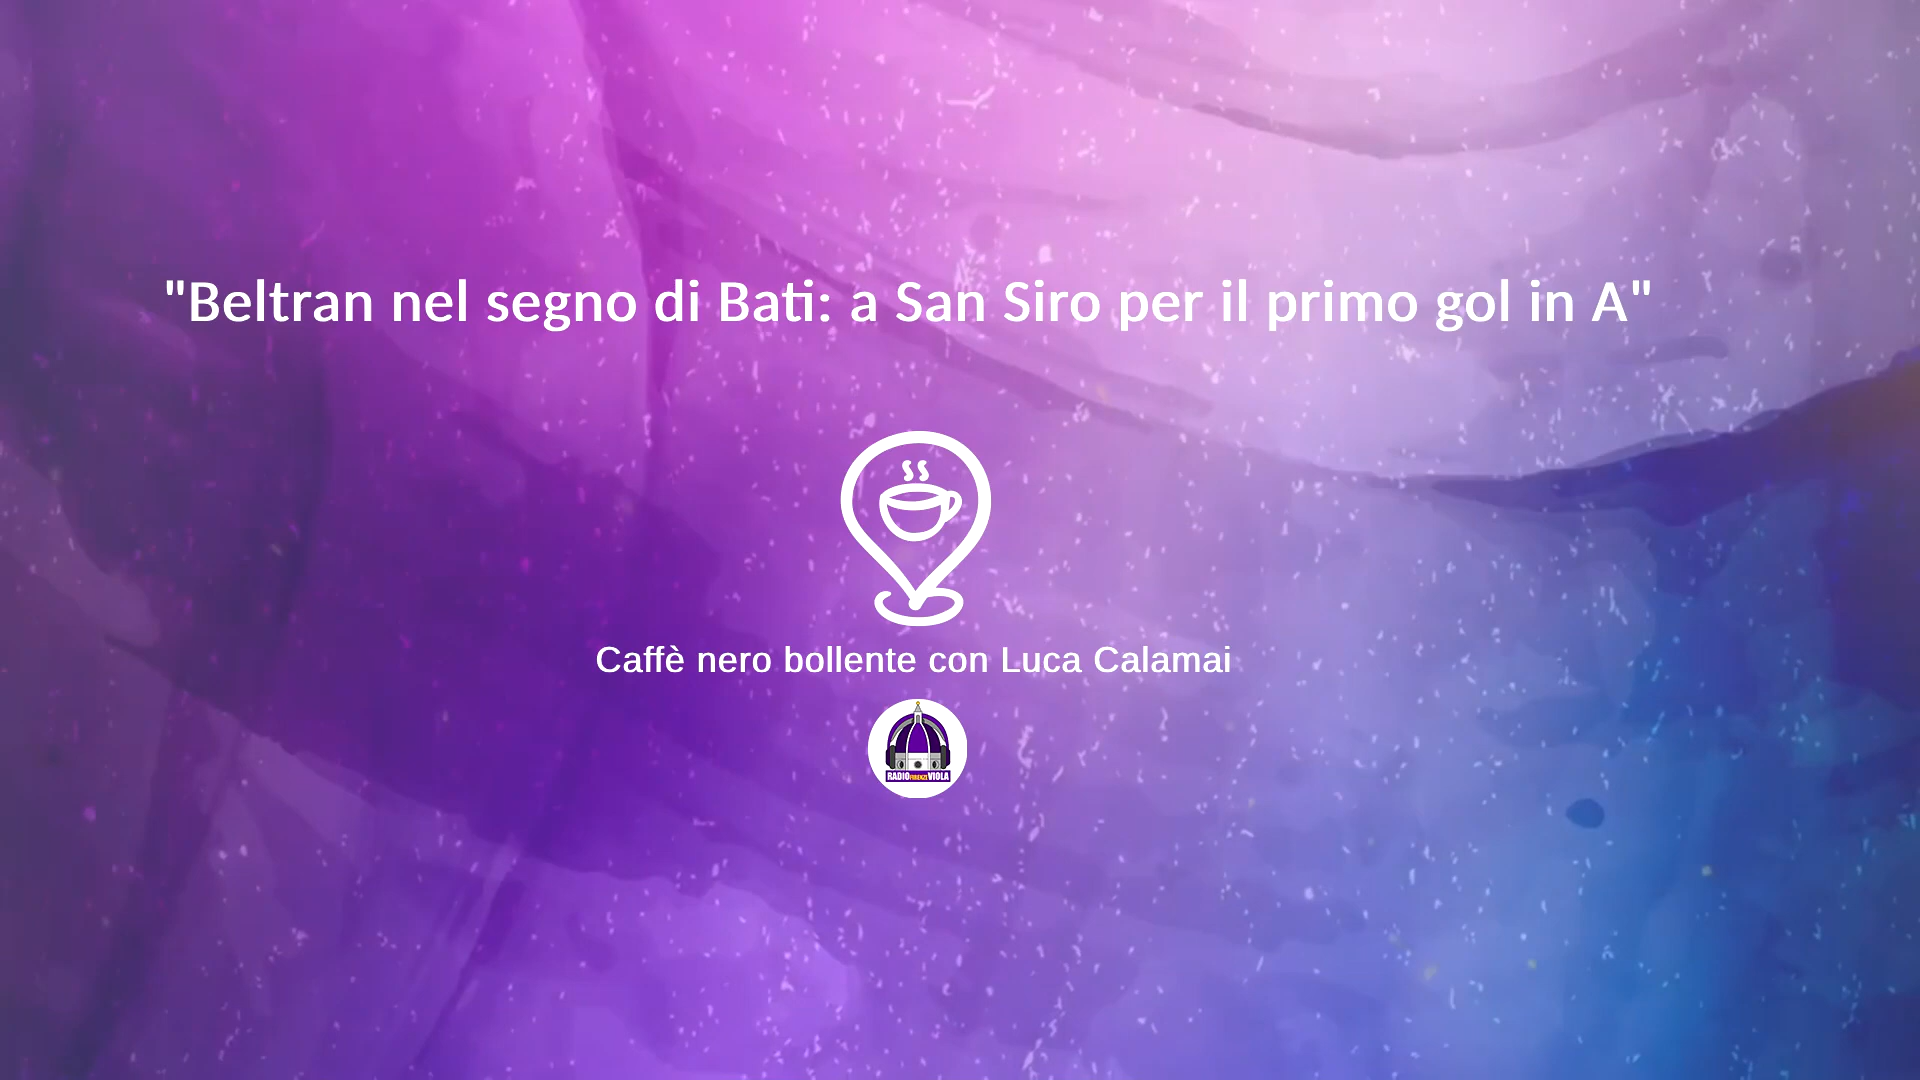 "Beltran nel segno di Bati: a San Siro per il primo gol in A"
Caffè nero bollente con Luca Calamai
RADIO FIRENZE VIOLA